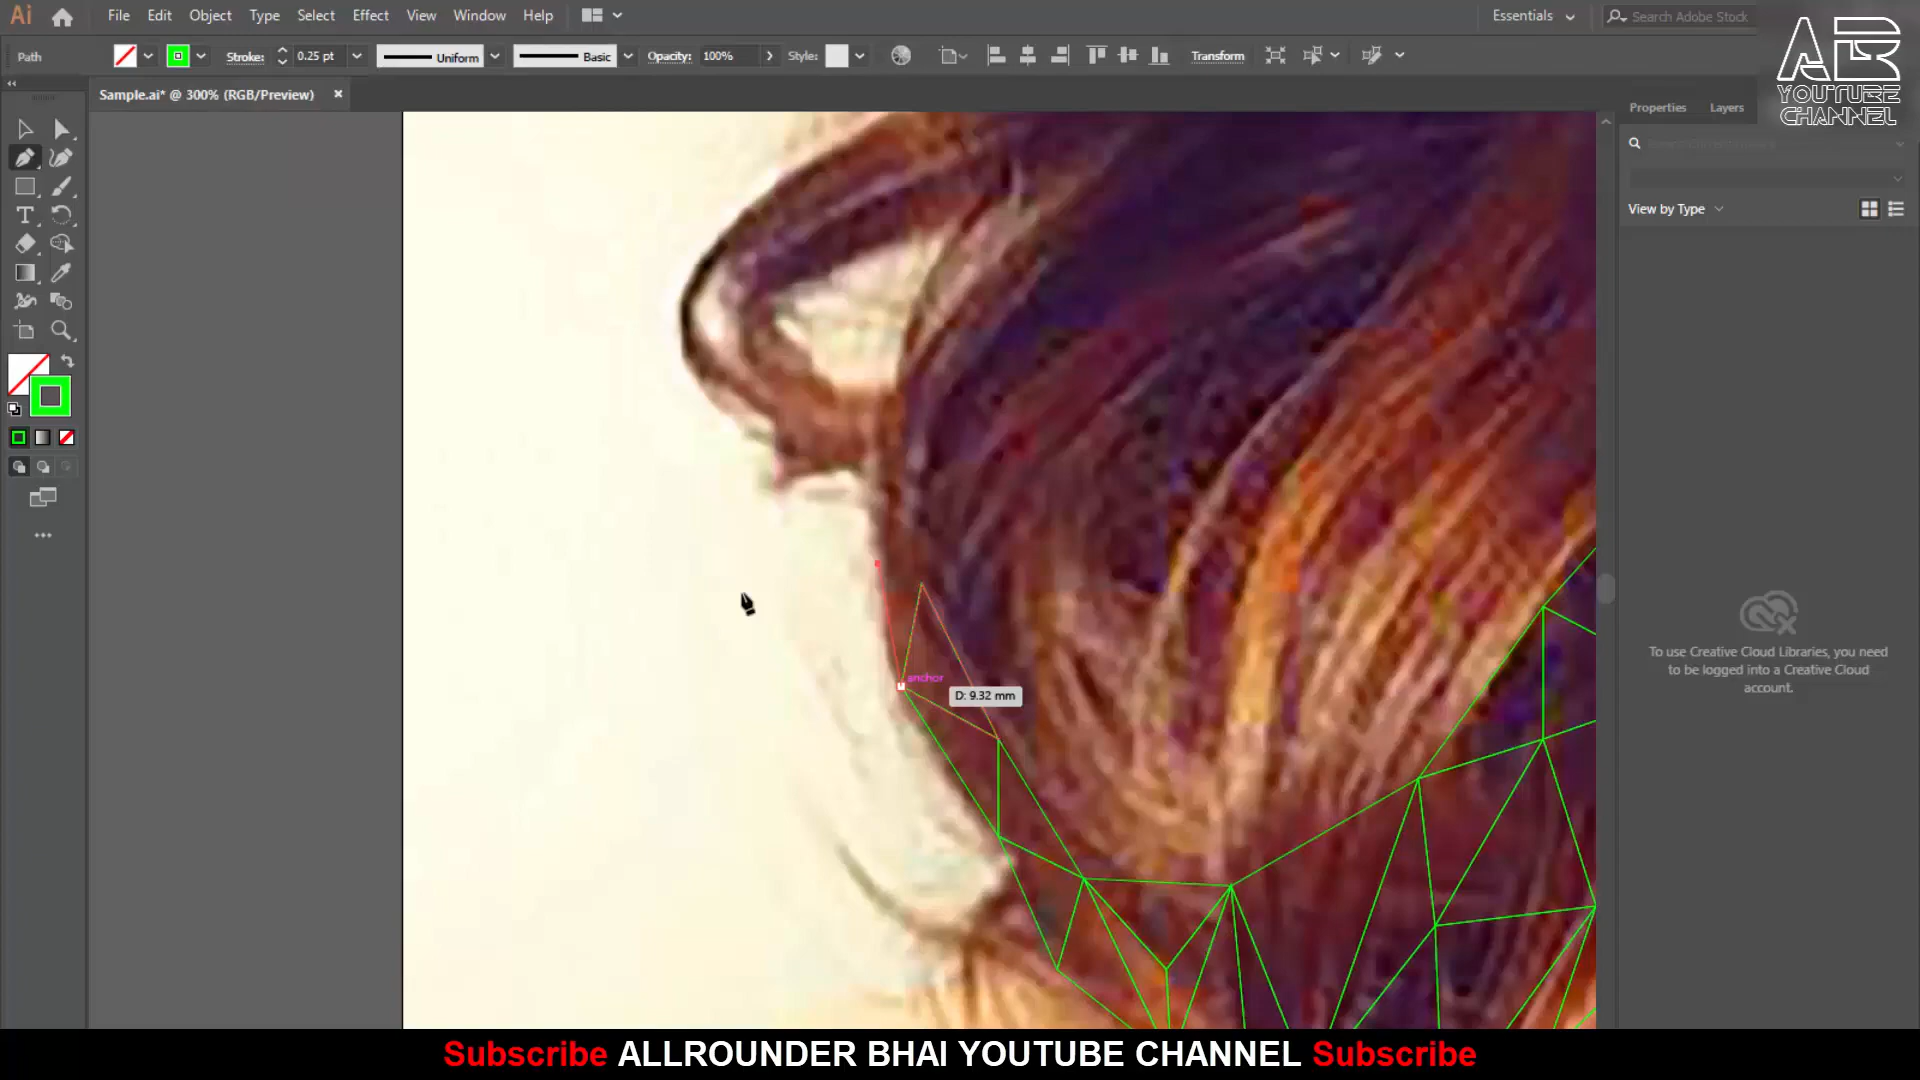 Ai File Edit Object Type Select Effect View Window Help Essentials Search Adobe Stock
Path Stroke: 0.25 pt Uniform Basic Opacity: 100% Style: Transform
ALB
YOUTUBE
CHANNEL
Sample.ai* @ 300% (RGB/Preview) ×
Properties Layers
View by Type
anchor
D: 9.32 mm
To use Creative Cloud Libraries, you need
to be logged into a Creative Cloud
account.
Subscribe ALLROUNDER BHAI YOUTUBE CHANNEL Subscribe